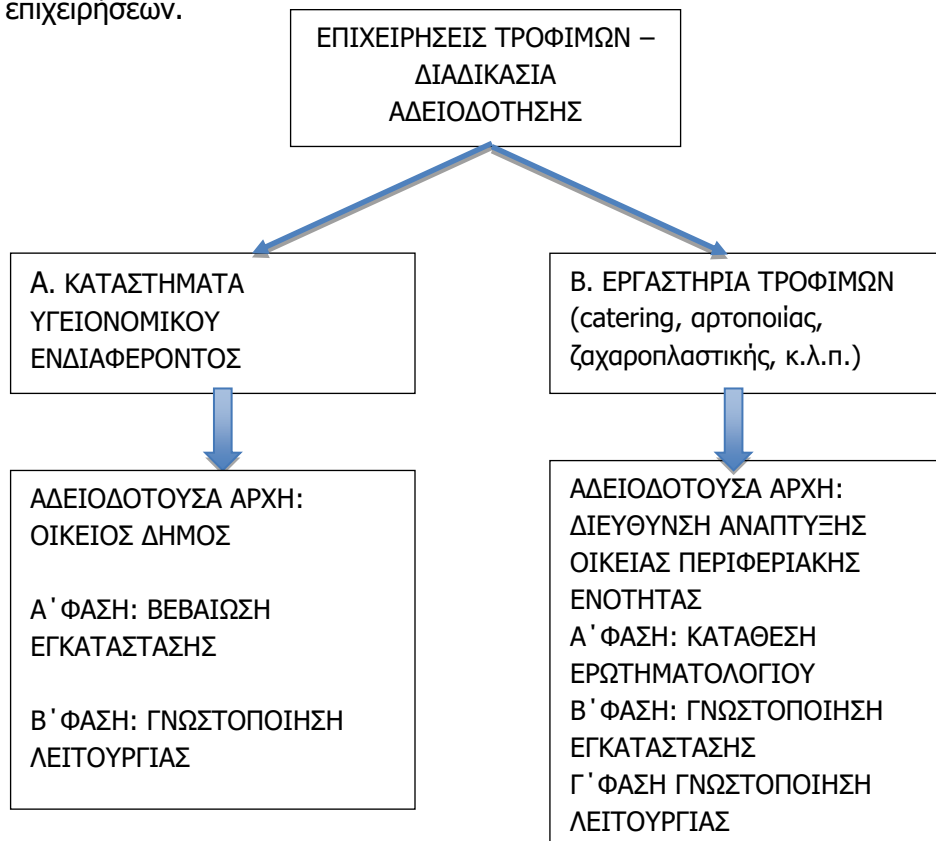 επιχειρήσεων.
ΕΠΙΧΕΙΡΗΣΕΙΣ ΤΡΟΦΙΜΩΝ –
ΔΙΑΔΙΚΑΣΙΑ
ΑΔΕΙΟΔΟΤΗΣΗΣ
Α. ΚΑΤΑΣΤΗΜΑΤΑ
ΥΓΕΙΟΝΟΜΙΚΟΥ
ΕΝΔΙΑΦΕΡΟΝΤΟΣ
Β. ΕΡΓΑΣΤΗΡΙΑ ΤΡΟΦΙΜΩΝ
(catering, αρτοποιίας,
ζαχαροπλαστικής, κ.λ.π.)
ΑΔΕΙΟΔΟΤΟΥΣΑ ΑΡΧΗ:
ΟΙΚΕΙΟΣ ΔΗΜΟΣ
Α΄ΦΑΣΗ: ΒΕΒΑΙΩΣΗ
ΕΓΚΑΤΑΣΤΑΣΗΣ
Β΄ΦΑΣΗ: ΓΝΩΣΤΟΠΟΙΗΣΗ
ΛΕΙΤΟΥΡΓΙΑΣ
ΑΔΕΙΟΔΟΤΟΥΣΑ ΑΡΧΗ:
ΔΙΕΥΘΥΝΣΗ ΑΝΑΠΤΥΞΗΣ
ΟΙΚΕΙΑΣ ΠΕΡΙΦΕΡΙΑΚΗΣ
ΕΝΟΤΗΤΑΣ
Α΄ΦΑΣΗ: ΚΑΤΑΘΕΣΗ
ΕΡΩΤΗΜΑΤΟΛΟΓΙΟΥ
Β΄ΦΑΣΗ: ΓΝΩΣΤΟΠΟΙΗΣΗ
ΕΓΚΑΤΑΣΤΑΣΗΣ
Γ΄ΦΑΣΗ ΓΝΩΣΤΟΠΟΙΗΣΗ
ΛΕΙΤΟΥΡΓΙΑΣ